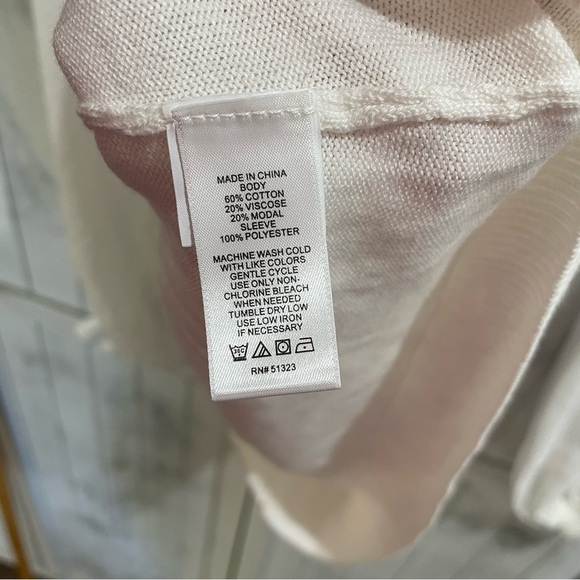 MADE IN CHINA
BODY
60% COTTON
20% VISCOSE
20% MODAL
SLEEVE
100% POLYESTER
MACHINE WASH COLD
WITH LIKE COLORS
GENTLE CYCLE
USE ONLY NON-
CHLORINE BLEACH
WHEN NEEDED
TUMBLE DRY LOW
USE LOW IRON
IF NECESSARY
30C
RN# 51323